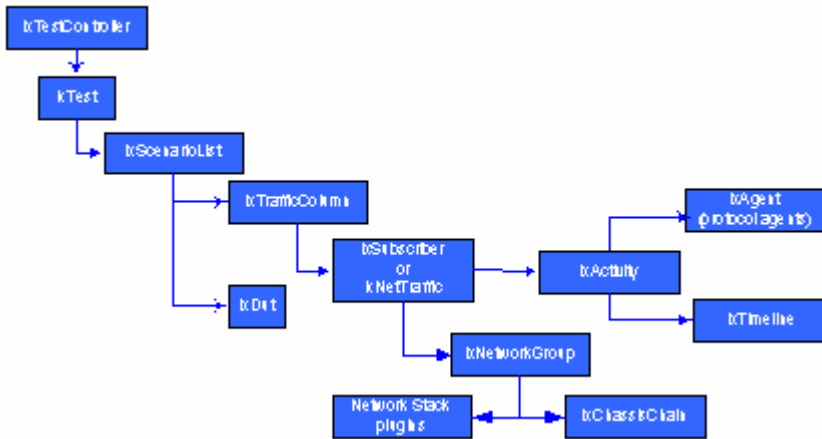 IxTestController
IxTest
IxScenarioList
IxTrafficColumn
IxAgent
(protocol agents)
IxSubscriber
or
IxNetTraffic
IxActivity
IxDut
IxTimeline
IxNetworkGroup
Network Stack
plugins
IxChassisChain